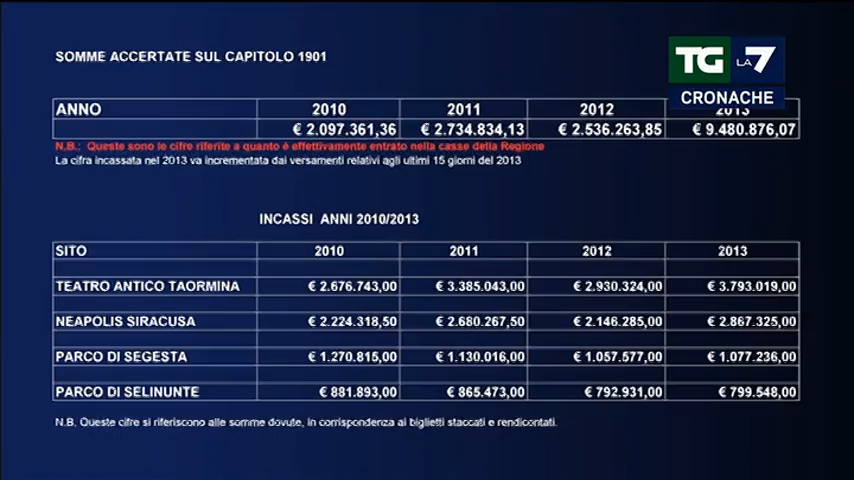 SOMME ACCERTATE SUL CAPITOLO 1901
TG LA7
CRONACHE
ANNO 2010 2011 2012 2013
€ 2.097.361,36 € 2.734.834,13 € 2.536.263,85 € 9.480.876,07
N.B.: Queste sono le cifre riferite a quanto è effettivamente entrato nella casse della Regione
La cifra incassata nel 2013 va incrementata dai versamenti relativi agli ultimi 15 giorni del 2013
INCASSI ANNI 2010/2013
SITO 2010 2011 2012 2013
TEATRO ANTICO TAORMINA € 2.676.743,00 € 3.385.043,00 € 2.930.324,00 € 3.793.019,00
NEAPOLIS SIRACUSA € 2.224.318,50 € 2.680.267,50 € 2.146.285,00 € 2.867.325,00
PARCO DI SEGESTA € 1.270.815,00 € 1.130.016,00 € 1.057.577,00 € 1.077.236,00
PARCO DI SELINUNTE € 881.893,00 € 865.473,00 € 792.931,00 € 799.548,00
N.B. Queste cifre si riferiscono alle somme dovute, in corrispondenza ai biglietti staccati e rendicontati.